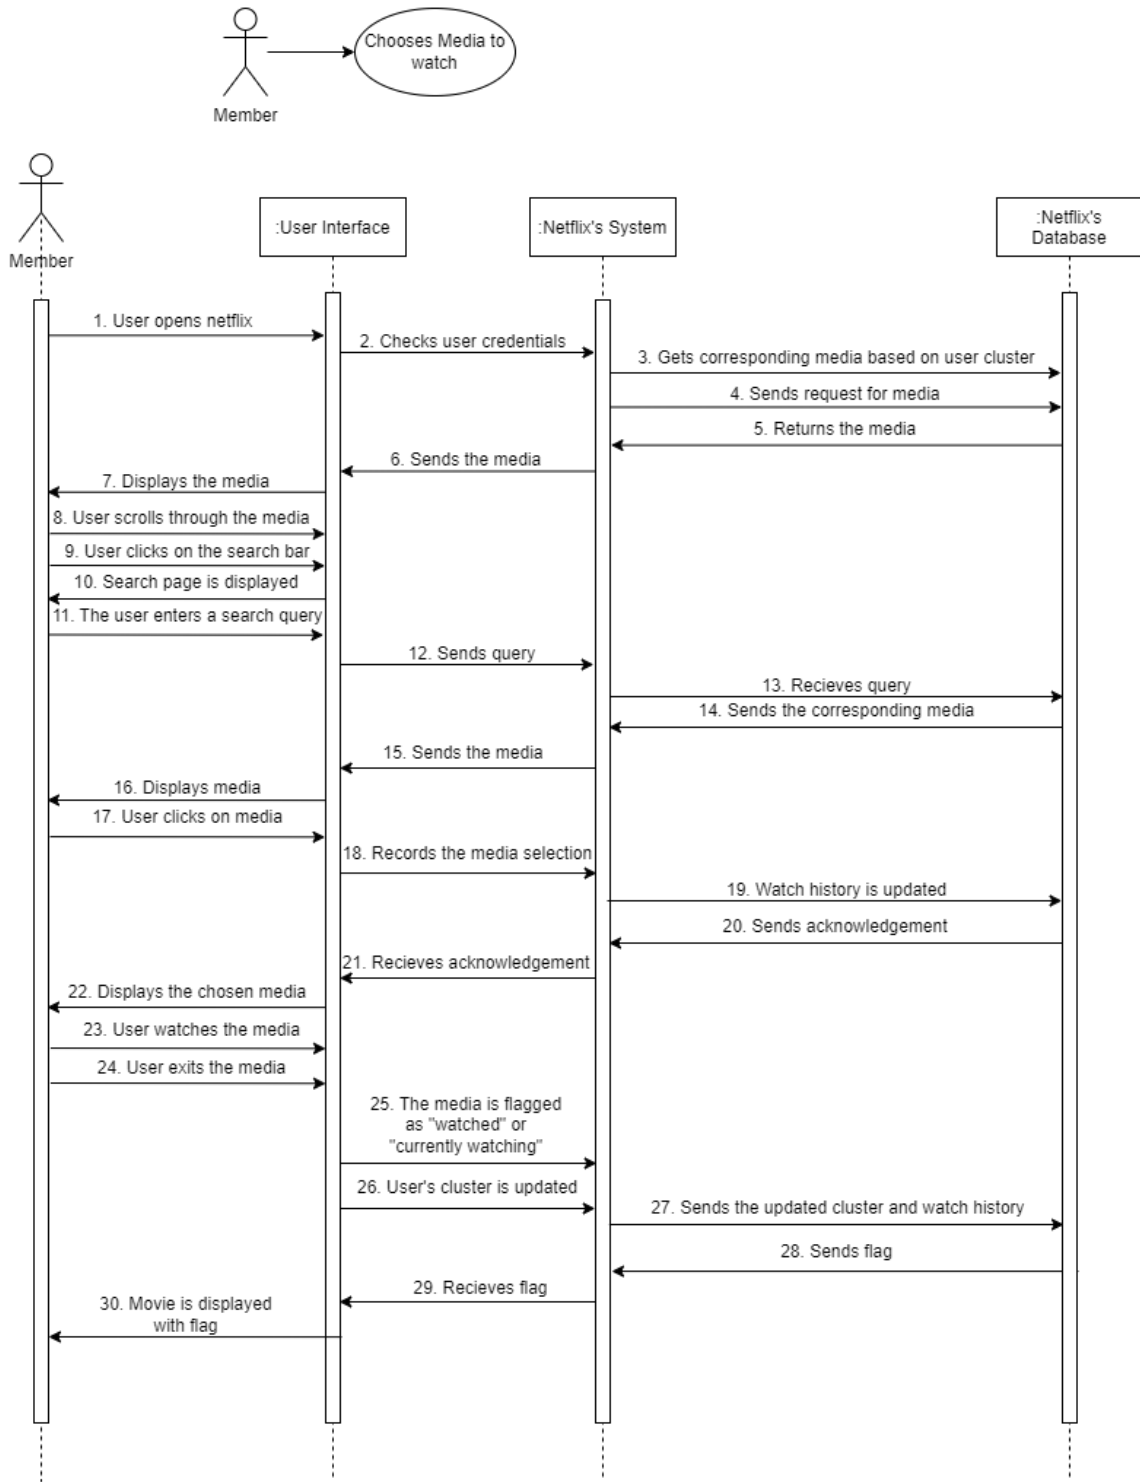 Chooses Media to
watch
Member
Member
:User Interface
:Netflix's System
:Netflix's
Database
1. User opens netflix
2. Checks user credentials
3. Gets corresponding media based on user cluster
4. Sends request for media
5. Returns the media
6. Sends the media
7. Displays the media
8. User scrolls through the media
9. User clicks on the search bar
10. Search page is displayed
11. The user enters a search query
12. Sends query
13. Recieves query
14. Sends the corresponding media
15. Sends the media
16. Displays media
17. User clicks on media
18. Records the media selection
19. Watch history is updated
20. Sends acknowledgement
21. Recieves acknowledgement
22. Displays the chosen media
23. User watches the media
24. User exits the media
25. The media is flagged
as "watched" or
"currently watching"
26. User's cluster is updated
27. Sends the updated cluster and watch history
28. Sends flag
29. Recieves flag
30. Movie is displayed
with flag